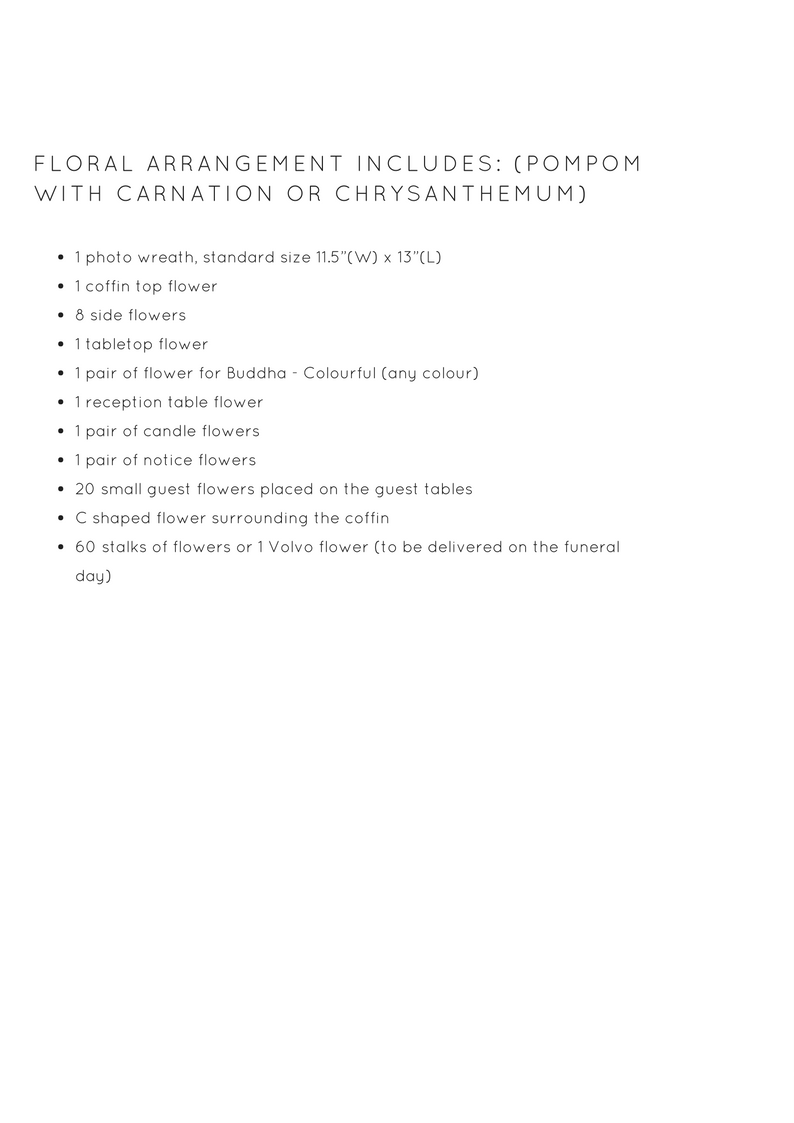 FLORAL ARRANGEMENT INCLUDES: (POMPOM
WITH CARNATION OR CHRYSANTHEMUM)
• 1 photo wreath, standard size 11.5”(W) x 13”(L)
• 1 coffin top flower
• 8 side flowers
• 1 tabletop flower
• 1 pair of flower for Buddha - Colourful (any colour)
• 1 reception table flower
• 1 pair of candle flowers
• 1 pair of notice flowers
• 20 small guest flowers placed on the guest tables
• C shaped flower surrounding the coffin
• 60 stalks of flowers or 1 Volvo flower (to be delivered on the funeral
day)